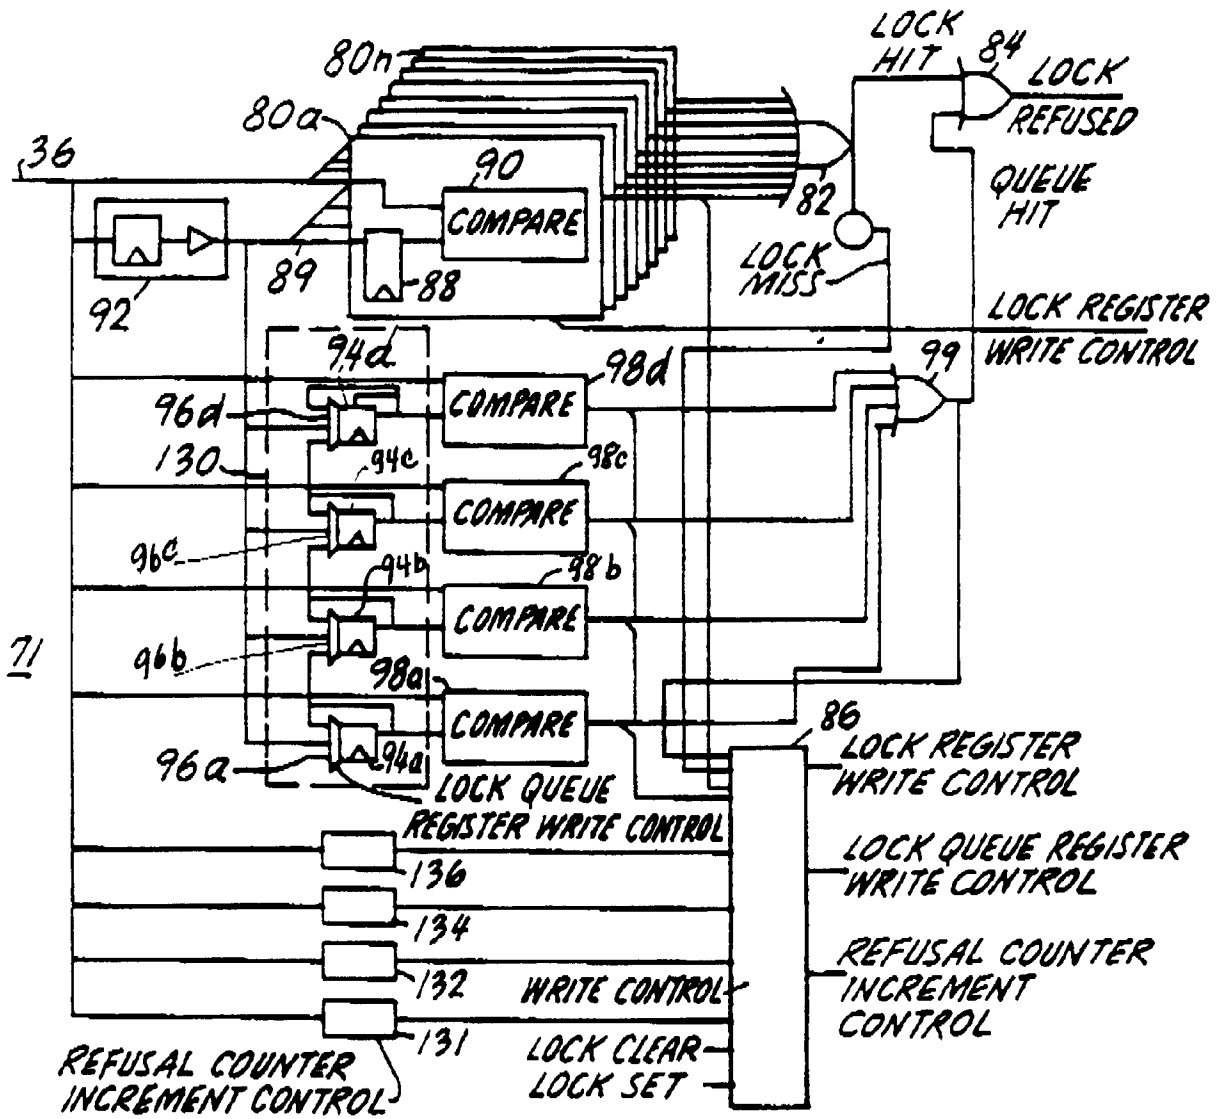 80n
LOCK
HIT
84
LOCK
REFUSED
80a
36
90
COMPARE
82
QUEUE
HIT
LOCK
MISS
92
89
88
LOCK REGISTER
WRITE CONTROL
94d
98d
COMPARE
99
96d
130
94c
98c
COMPARE
96c
94b
98b
COMPARE
96b
71
98a
COMPARE
96a
94a
86
LOCK REGISTER
WRITE CONTROL
LOCK QUEUE
REGISTER WRITE CONTROL
136
LOCK QUEUE REGISTER
WRITE CONTROL
134
132
WRITE CONTROL
REFUSAL COUNTER
INCREMENT
CONTROL
131
LOCK CLEAR
LOCK SET
REFUSAL COUNTER
INCREMENT CONTROL